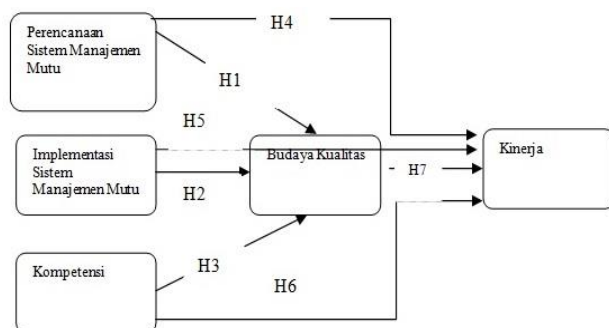 Perencanaan
Sistem Manajemen
Mutu
H4
H1
H5
Implementasi
Sistem
Manajemen Mutu
H2
Budaya Kualitas
H7
Kinerja
Kompetensi
H3
H6